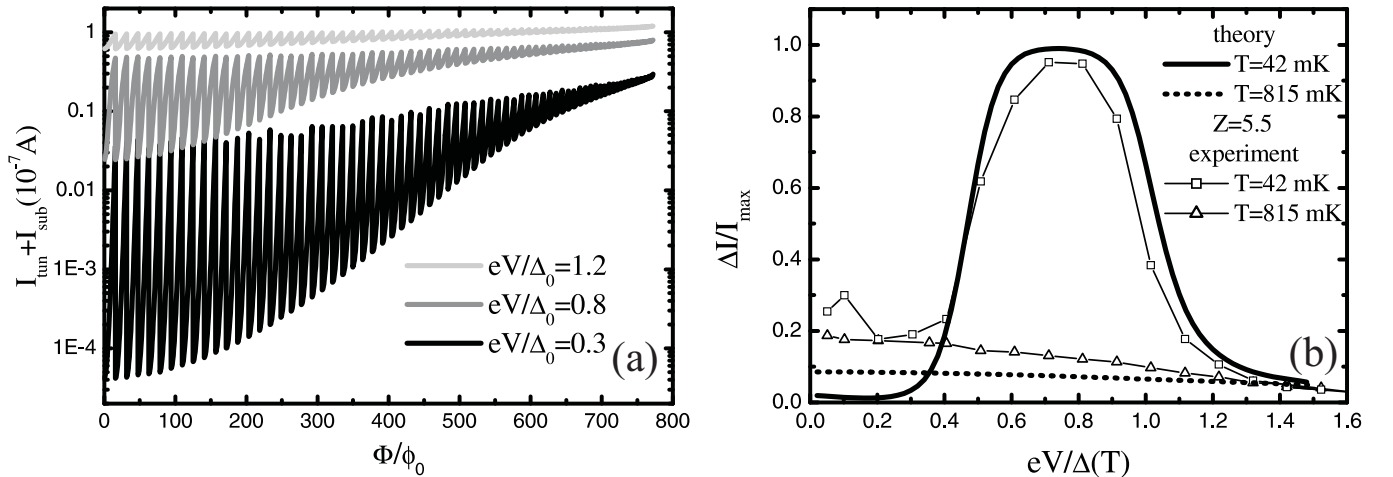 1
0.1
0.01
1E-3
1E-4
I_tun+I_sub(10^-7 A)
eV/Δ_0=1.2
eV/Δ_0=0.8
eV/Δ_0=0.3
(a)
0 100 200 300 400 500 600 700 800
Φ/ϕ_0
1.0
0.8
0.6
0.4
0.2
0.0
ΔI/I_max
theory
T=42 mK
T=815 mK
Z=5.5
experiment
T=42 mK
T=815 mK
(b)
0.0 0.2 0.4 0.6 0.8 1.0 1.2 1.4 1.6
eV/Δ(T)